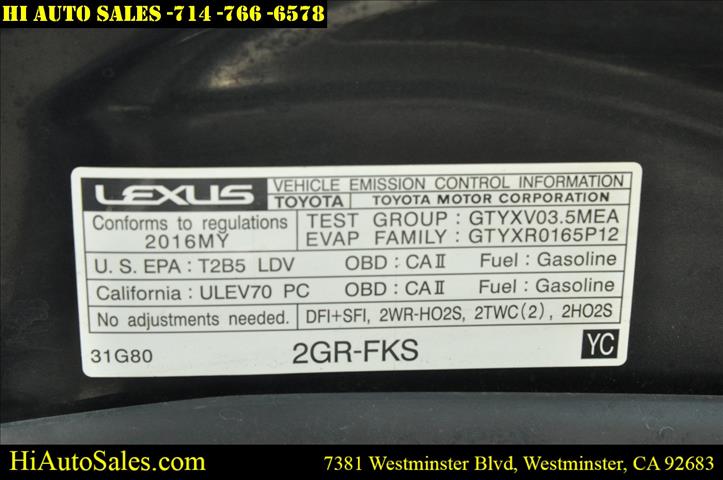 HI AUTO SALES -714 -766 -6578
LEXUS VEHICLE EMISSION CONTROL INFORMATION
TOYOTA TOYOTA MOTOR CORPORATION
Conforms to regulations
2016MY
TEST GROUP : GTYXV03.5MEA
EVAP FAMILY : GTYXR0165P12
U. S. EPA : T2B5 LDV OBD : CAII Fuel : Gasoline
California : ULEV70 PC OBD : CAII Fuel : Gasoline
No adjustments needed. DFI+SFI, 2WR-HO2S, 2TWC(2), 2HO2S
31G80 2GR-FKS YC
HiAutoSales.com 7381 Westminster Blvd, Westminster, CA 92683